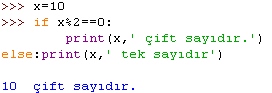 >>> x=10
>>> if x%2==0:
print(x,' çift sayıdır.')
else:print(x,' tek sayıdır')
10  çift sayıdır.